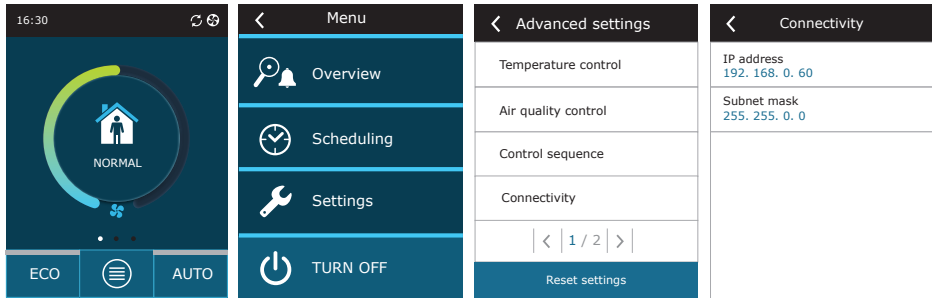 16:30
NORMAL
ECO
AUTO
Menu
Overview
Scheduling
Settings
TURN OFF
Advanced settings
Temperature control
Air quality control
Control sequence
Connectivity
1 / 2
Reset settings
Connectivity
IP address
192. 168. 0. 60
Subnet mask
255. 255. 0. 0